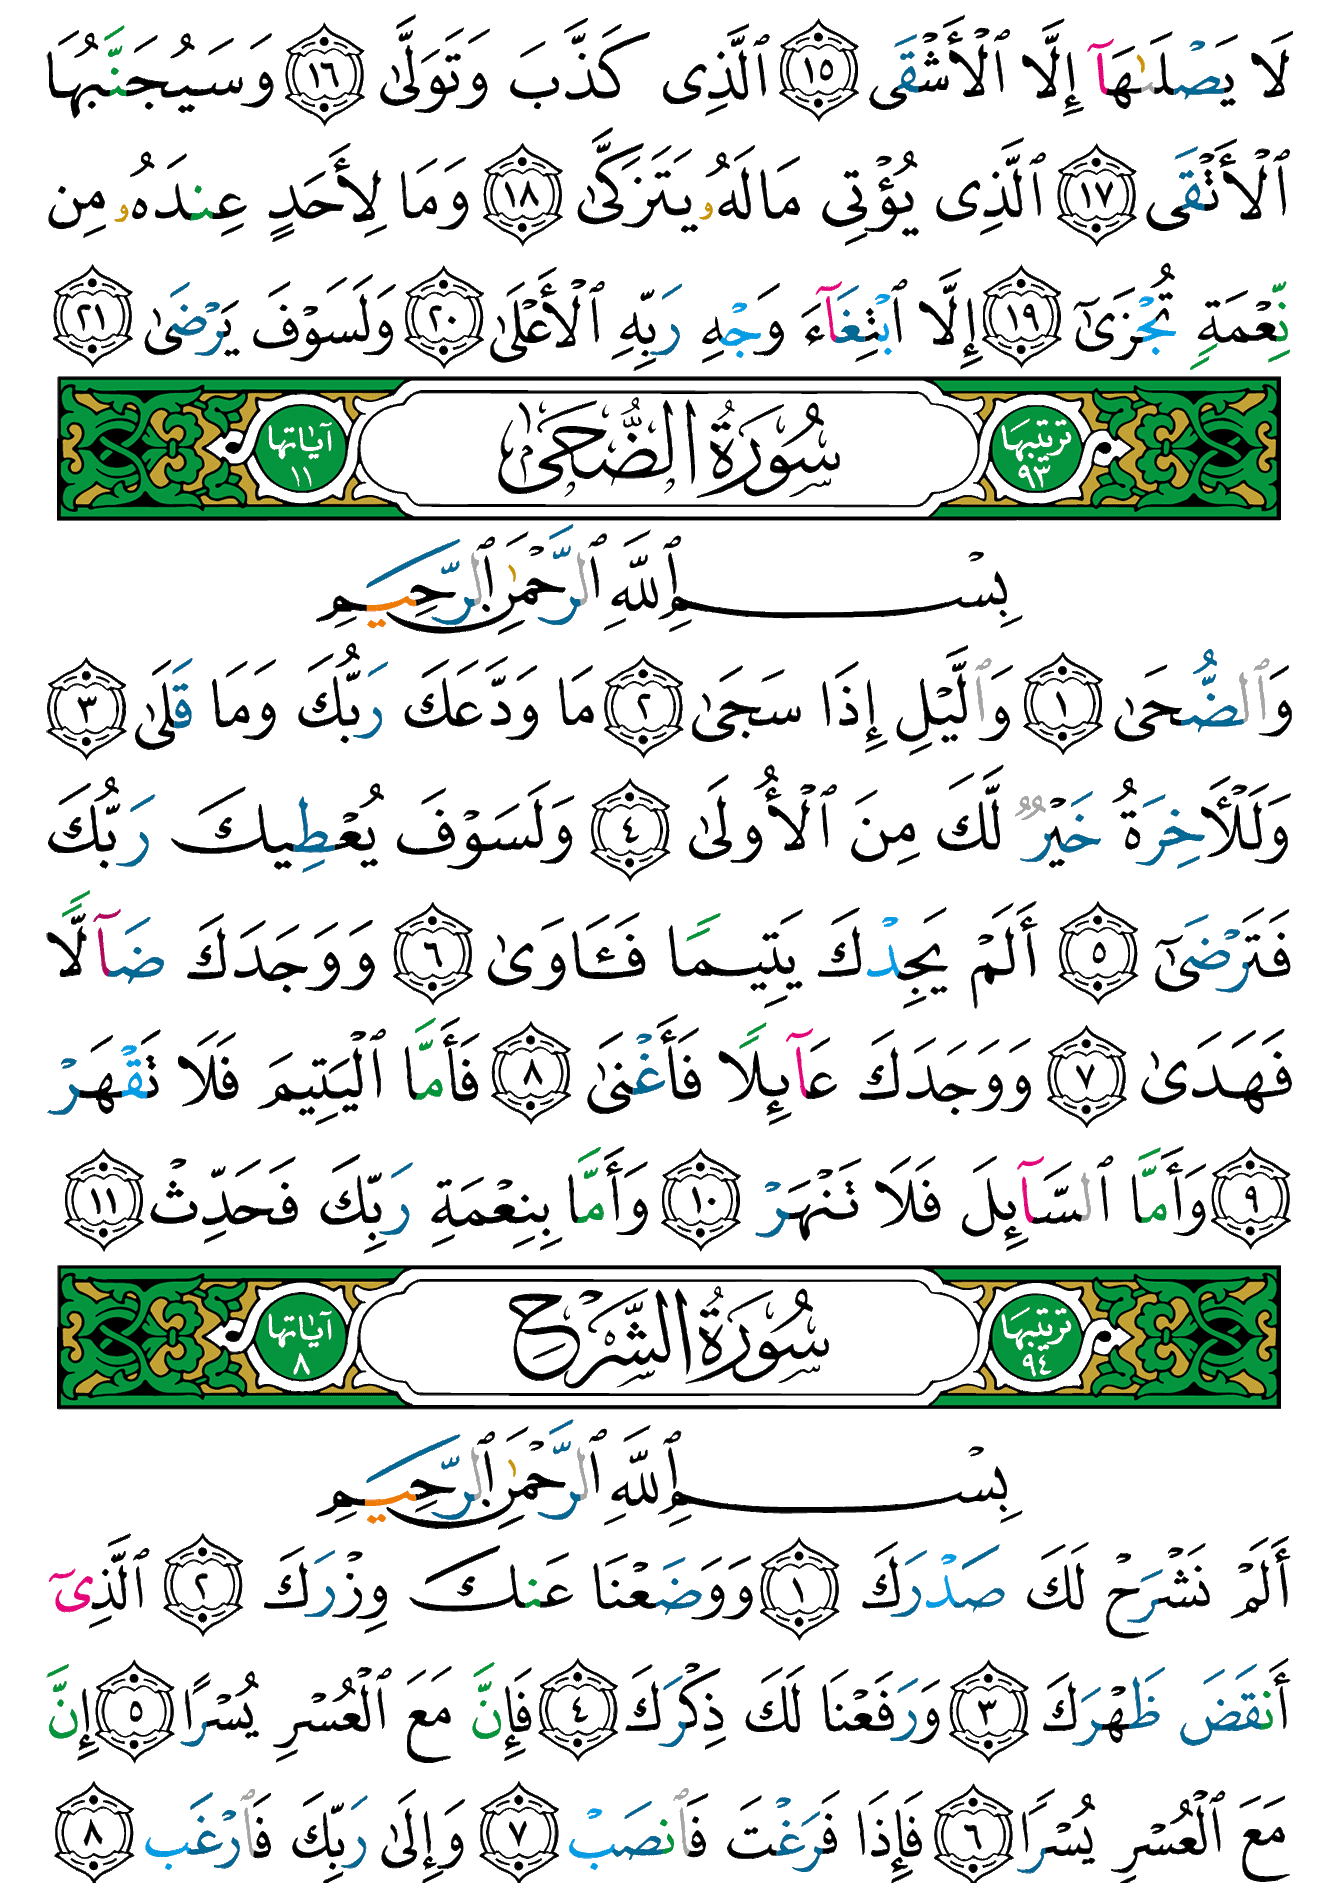 لَا يَصْلَىٰهَآ إِلَّا ٱلْأَشْقَى ١٥ ٱلَّذِى كَذَّبَ وَتَوَلَّىٰ ١٦ وَسَيُجَنَّبُهَا
ٱلْأَتْقَى ١٧ ٱلَّذِى يُؤْتِى مَالَهُۥ يَتَزَكَّىٰ ١٨ وَمَا لِأَحَدٍ عِندَهُۥ مِن
نِّعْمَةٍ تُجْزَىٰٓ ١٩ إِلَّا ٱبْتِغَآءَ وَجْهِ رَبِّهِ ٱلْأَعْلَىٰ ٢٠ وَلَسَوْفَ يَرْضَىٰ ٢١
ترتيبها ٩٣ سُورَةُ الضُّحَىٰ آياتها ١١
بِسْمِ ٱللَّهِ ٱلرَّحْمَٰنِ ٱلرَّحِيمِ
وَٱلضُّحَىٰ ١ وَٱلَّيْلِ إِذَا سَجَىٰ ٢ مَا وَدَّعَكَ رَبُّكَ وَمَا قَلَىٰ ٣
وَلَلْأَخِرَةُ خَيْرٌ لَّكَ مِنَ ٱلْأُولَىٰ ٤ وَلَسَوْفَ يُعْطِيكَ رَبُّكَ
فَتَرْضَىٰٓ ٥ أَلَمْ يَجِدْكَ يَتِيمًا فَـَٔاوَىٰ ٦ وَوَجَدَكَ ضَآلًّا
فَهَدَىٰ ٧ وَوَجَدَكَ عَآئِلًا فَأَغْنَىٰ ٨ فَأَمَّا ٱلْيَتِيمَ فَلَا تَقْهَرْ
٩ وَأَمَّا ٱلسَّآئِلَ فَلَا تَنْهَرْ ١٠ وَأَمَّا بِنِعْمَةِ رَبِّكَ فَحَدِّثْ ١١
ترتيبها ٩٤ سُورَةُ الشَّرْحِ آياتها ٨
بِسْمِ ٱللَّهِ ٱلرَّحْمَٰنِ ٱلرَّحِيمِ
أَلَمْ نَشْرَحْ لَكَ صَدْرَكَ ١ وَوَضَعْنَا عَنكَ وِزْرَكَ ٢ ٱلَّذِىٓ
أَنقَضَ ظَهْرَكَ ٣ وَرَفَعْنَا لَكَ ذِكْرَكَ ٤ فَإِنَّ مَعَ ٱلْعُسْرِ يُسْرًا ٥ إِنَّ
مَعَ ٱلْعُسْرِ يُسْرًا ٦ فَإِذَا فَرَغْتَ فَٱنصَبْ ٧ وَإِلَىٰ رَبِّكَ فَٱرْغَب ٨